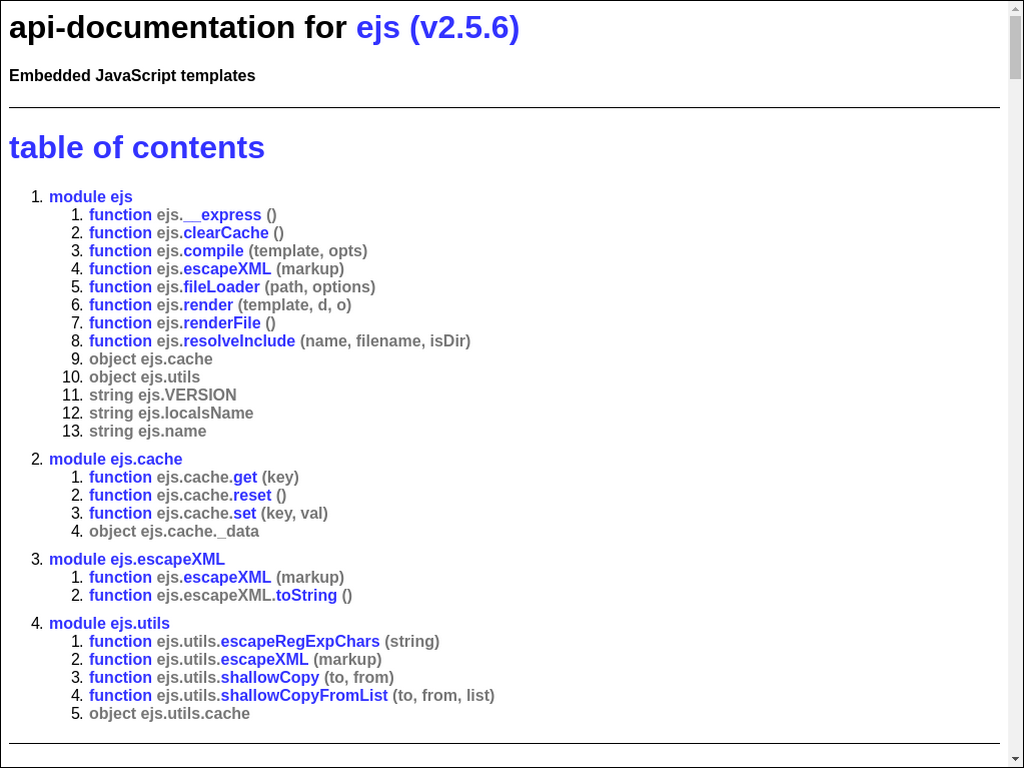 api-documentation for ejs (v2.5.6)
Embedded JavaScript templates
table of contents
1. module ejs
1. function ejs.__express ()
2. function ejs.clearCache ()
3. function ejs.compile (template, opts)
4. function ejs.escapeXML (markup)
5. function ejs.fileLoader (path, options)
6. function ejs.render (template, d, o)
7. function ejs.renderFile ()
8. function ejs.resolveInclude (name, filename, isDir)
9. object ejs.cache
10. object ejs.utils
11. string ejs.VERSION
12. string ejs.localsName
13. string ejs.name
2. module ejs.cache
1. function ejs.cache.get (key)
2. function ejs.cache.reset ()
3. function ejs.cache.set (key, val)
4. object ejs.cache._data
3. module ejs.escapeXML
1. function ejs.escapeXML (markup)
2. function ejs.escapeXML.toString ()
4. module ejs.utils
1. function ejs.utils.escapeRegExpChars (string)
2. function ejs.utils.escapeXML (markup)
3. function ejs.utils.shallowCopy (to, from)
4. function ejs.utils.shallowCopyFromList (to, from, list)
5. object ejs.utils.cache